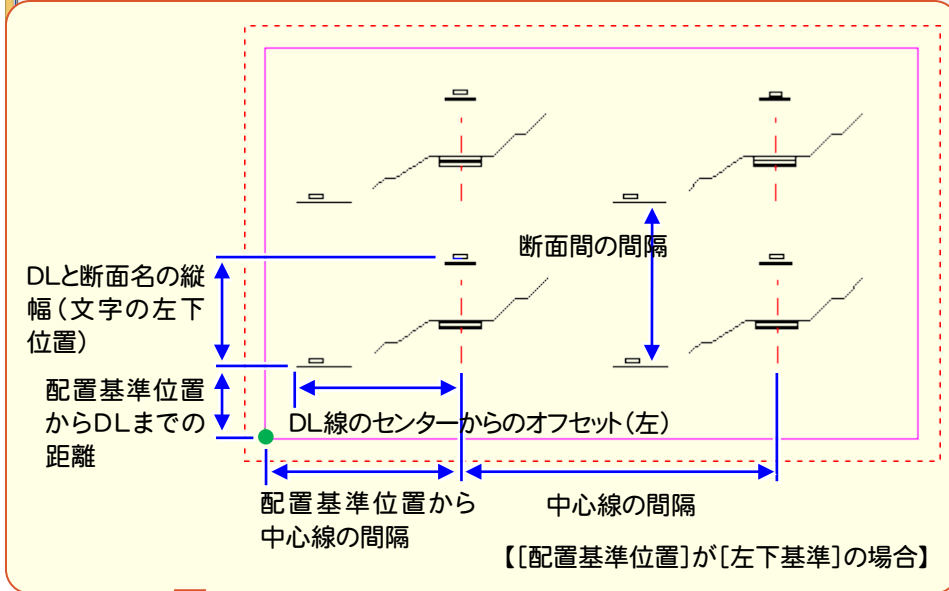 断面間の間隔
DLと断面名の縦
幅(文字の左下
位置)
配置基準位置
からDLまでの
距離
DL線のセンターからのオフセット(左)
配置基準位置から
中心線の間隔
中心線の間隔
【[配置基準位置]が[左下基準]の場合】